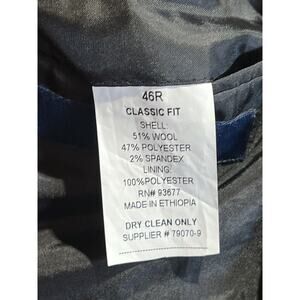 46R
CLASSIC FIT
SHELL:
51% WOOL
47% POLYESTER
2% SPANDEX
LINING:
100%POLYESTER
RN# 93677
MADE IN ETHIOPIA
DRY CLEAN ONLY
SUPPLIER # 79070-9